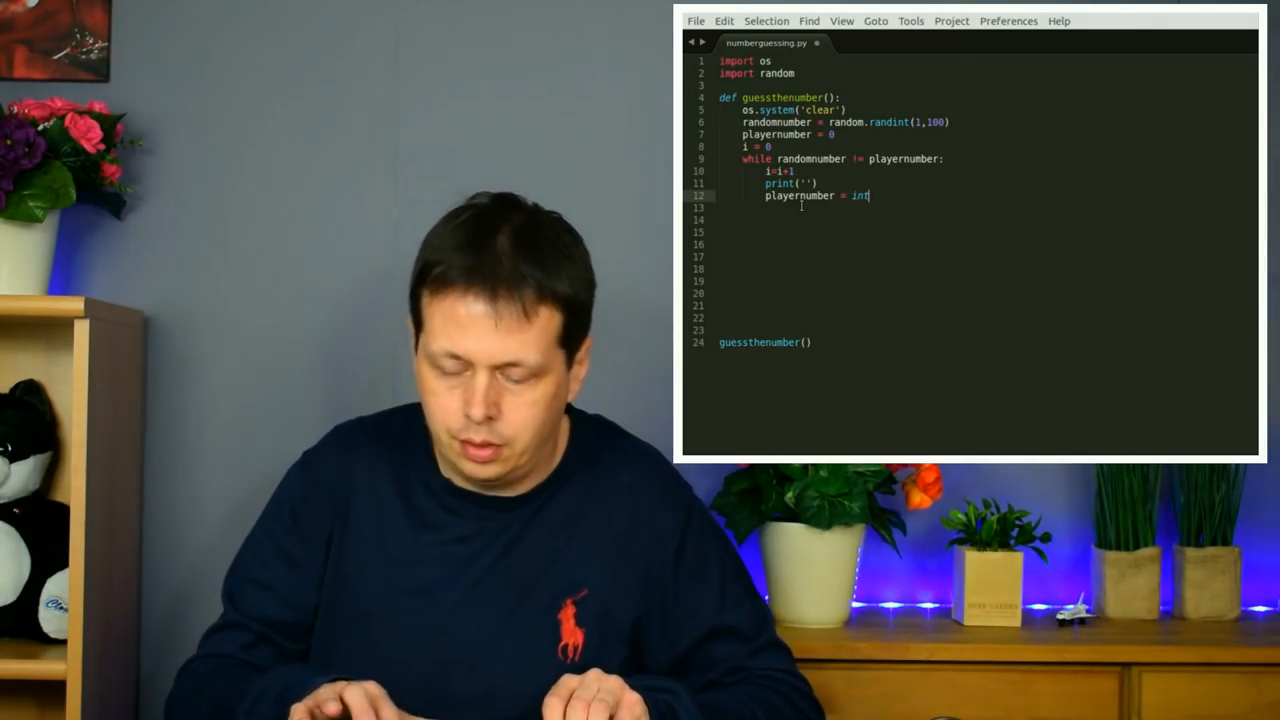 File Edit Selection Find View Goto Tools Project Preferences Help
numberguessing.py
1 import os
2 import random
3
4 def guessthenumber():
5 os.system('clear')
6 randomnumber = random.randint(1,100)
7 playernumber = 0
8 i = 0
9 while randomnumber != playernumber:
10 i=i+1
11 print('')
12 playernumber = int
13
14
15
16
17
18
19
20
21
22
23
24 guessthenumber()